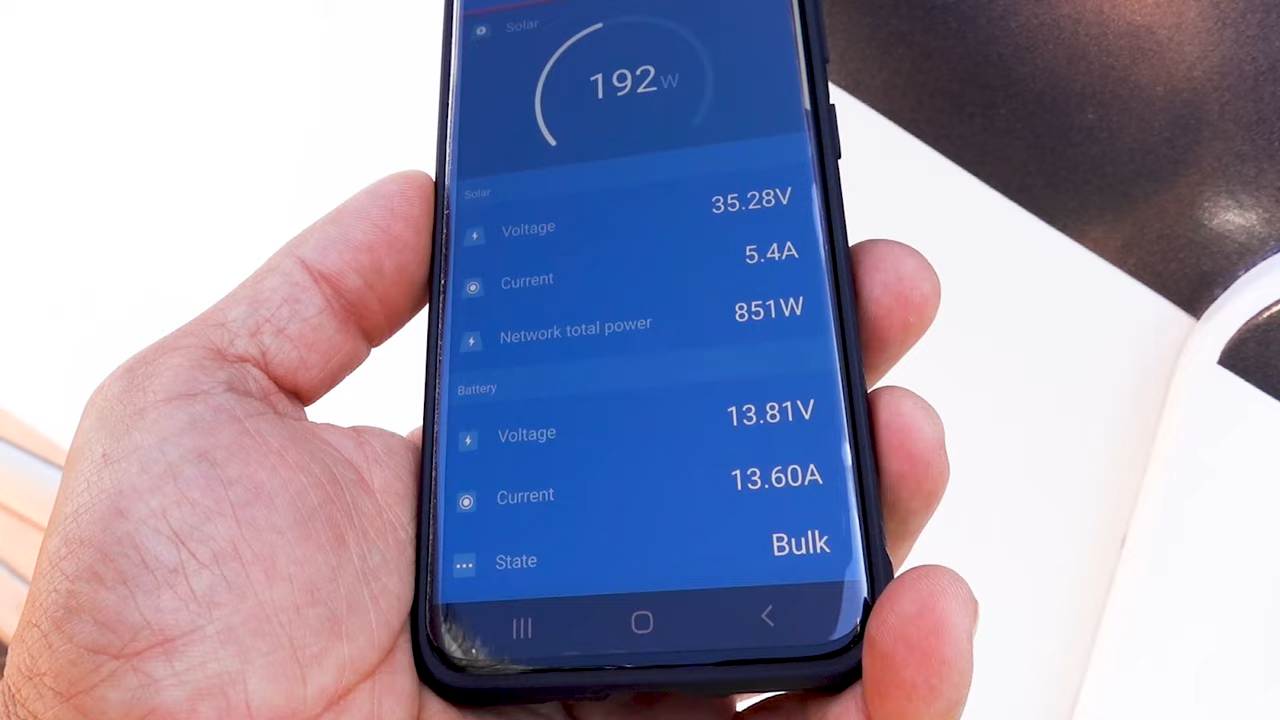 Solar
192W
Solar
Voltage 35.28V
Current 5.4A
Network total power 851W
Battery
Voltage 13.81V
Current 13.60A
State Bulk